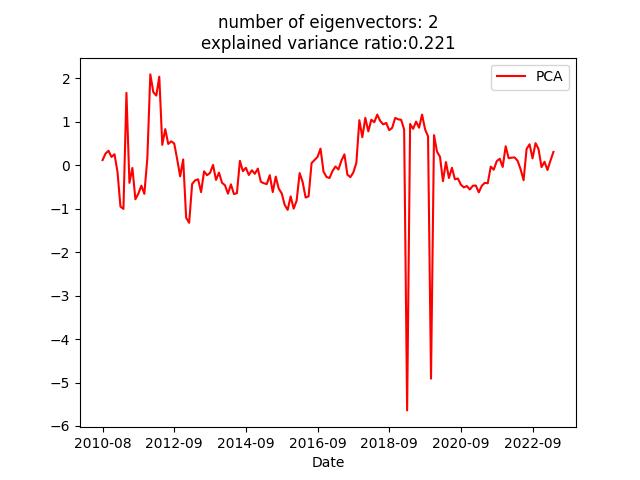 number of eigenvectors: 2
explained variance ratio:0.221
PCA
2
1
0
−1
−2
−3
−4
−5
−6
2010-08 2012-09 2014-09 2016-09 2018-09 2020-09 2022-09
Date